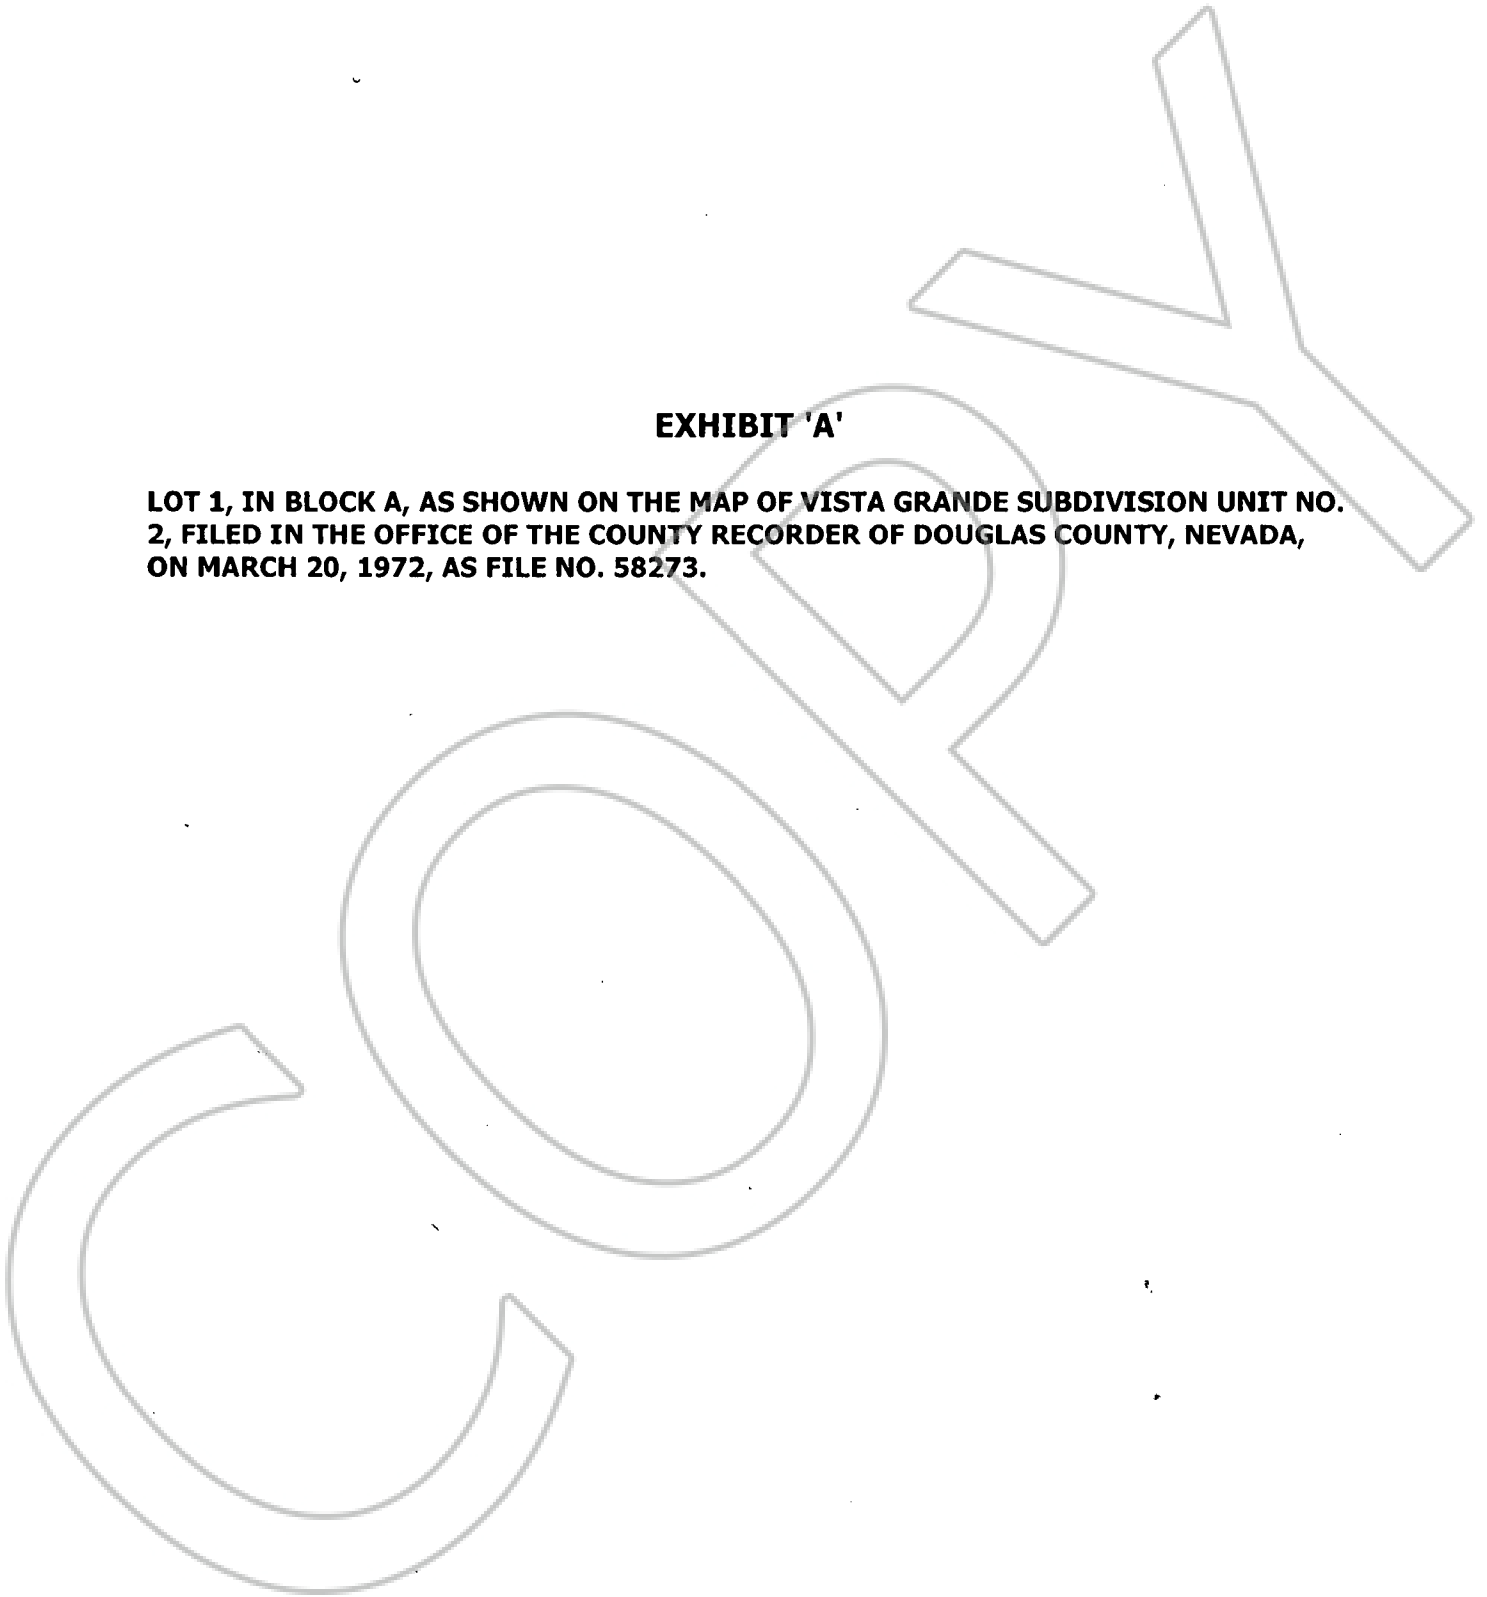 EXHIBIT 'A'
LOT 1, IN BLOCK A, AS SHOWN ON THE MAP OF VISTA GRANDE SUBDIVISION UNIT NO.
2, FILED IN THE OFFICE OF THE COUNTY RECORDER OF DOUGLAS COUNTY, NEVADA,
ON MARCH 20, 1972, AS FILE NO. 58273.
COPY